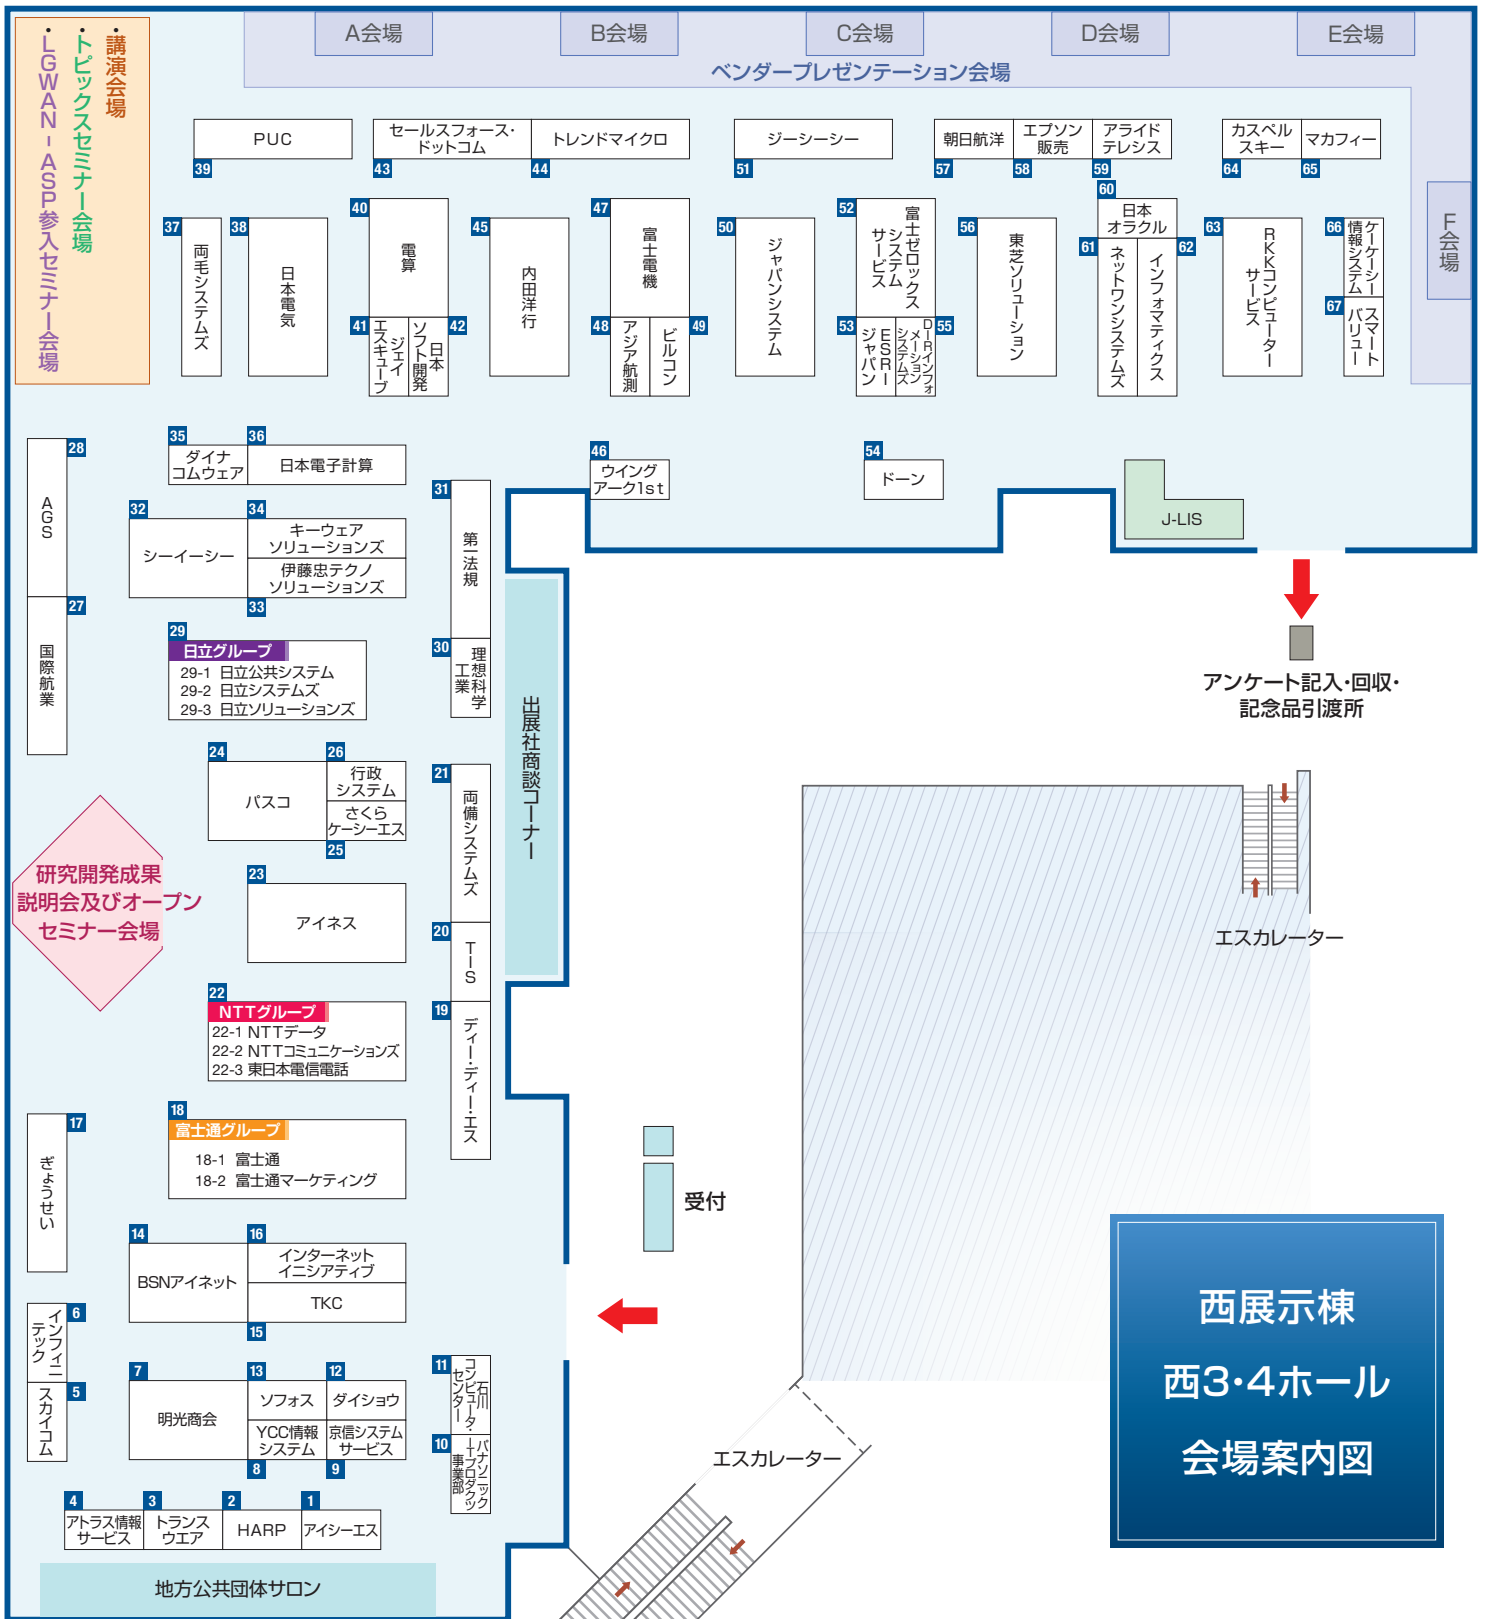 ・講演会場
・トピックスセミナー会場
・LGWAN-ASP参入セミナー会場
A会場
B会場
C会場
D会場
E会場
ベンダープレゼンテーション会場
F会場
PUC
39
セールスフォース・
ドットコム
43
トレンドマイクロ
44
ジーシーシー
51
朝日航洋
57
エプソン
販売
58
アライド
テレシス
59
カスペル
スキー
64
マカフィー
65
37
両毛システムズ
38
日本電気
40
電算
41
ジェイ
エスキューブ
42
日本
ソフト開発
45
内田洋行
47
富士電機
48
アジア航測
49
ビルコン
50
ジャパンシステム
52
富士ゼロックス
システム
サービス
53
ESRI
ジャパン
55
DーRインフォ
メーション
システムズ
56
東芝ソリューション
60
日本
オラクル
61
ネットワンシステムズ
62
インフォマティクス
63
RKKコンピューター
サービス
66
ケーケーシー
情報システム
67
スマート
バリュー
28
AGS
27
国際航業
35
ダイナ
コムウェア
36
日本電子計算
46
ウイング
アーク1st
54
ドーン
J-LIS
32
シーイーシー
34
キーウェア
ソリューションズ
伊藤忠テクノ
ソリューションズ
33
31
第一法規
30
理想科学
工業
29
日立グループ
29-1 日立公共システム
29-2 日立システムズ
29-3 日立ソリューションズ
出展社商談コーナー
アンケート記入・回収・
記念品引渡所
24
パスコ
26
行政
システム
さくら
ケーシーエス
25
21
両備システムズ
20
TIS
19
ディー・ディー・エス
研究開発成果
説明会及びオープン
セミナー会場
23
アイネス
エスカレーター
22
NTTグループ
22-1 NTTデータ
22-2 NTTコミュニケーションズ
22-3 東日本電信電話
18
富士通グループ
18-1 富士通
18-2 富士通マーケティング
17
ぎょうせい
受付
14
BSNアイネット
16
インターネット
イニシアティブ
TKC
15
6
インフィニ
テック
5
スカイコム
7
明光商会
13
ソフォス
12
ダイショウ
YCC情報
システム
8
京信システム
サービス
9
11
石川
コンピュータ・
センター
10
パナソニック
ITプロダクツ
事業部
4
アトラス情報
サービス
3
トランス
ウエア
2
HARP
1
アイシーエス
地方公共団体サロン
エスカレーター
西展示棟
西3・4ホール
会場案内図